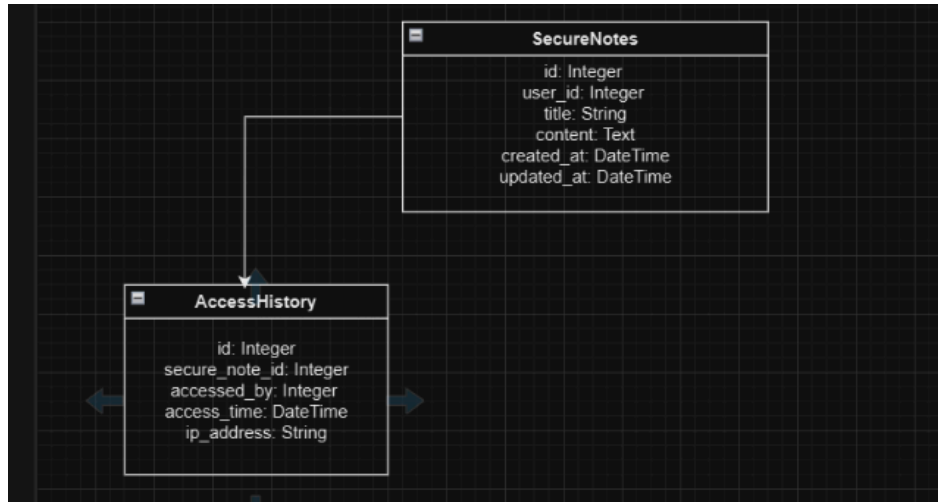 SecureNotes
id: Integer
user_id: Integer
title: String
content: Text
created_at: DateTime
updated_at: DateTime
AccessHistory
id: Integer
secure_note_id: Integer
accessed_by: Integer
access_time: DateTime
ip_address: String